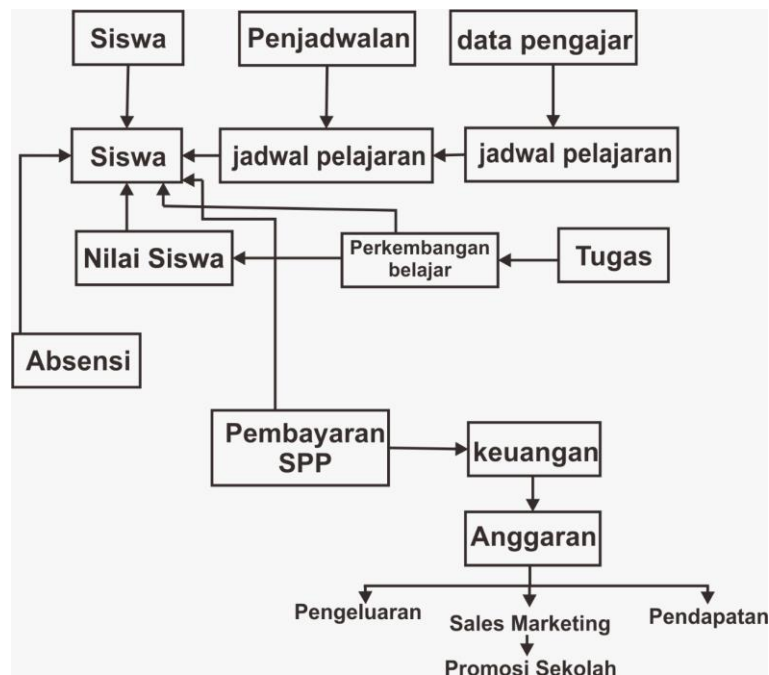 Siswa
Penjadwalan
data pengajar
Siswa
jadwal pelajaran
jadwal pelajaran
Nilai Siswa
Perkembangan
belajar
Tugas
Absensi
Pembayaran
SPP
keuangan
Anggaran
Pengeluaran
Sales Marketing
Pendapatan
Promosi Sekolah